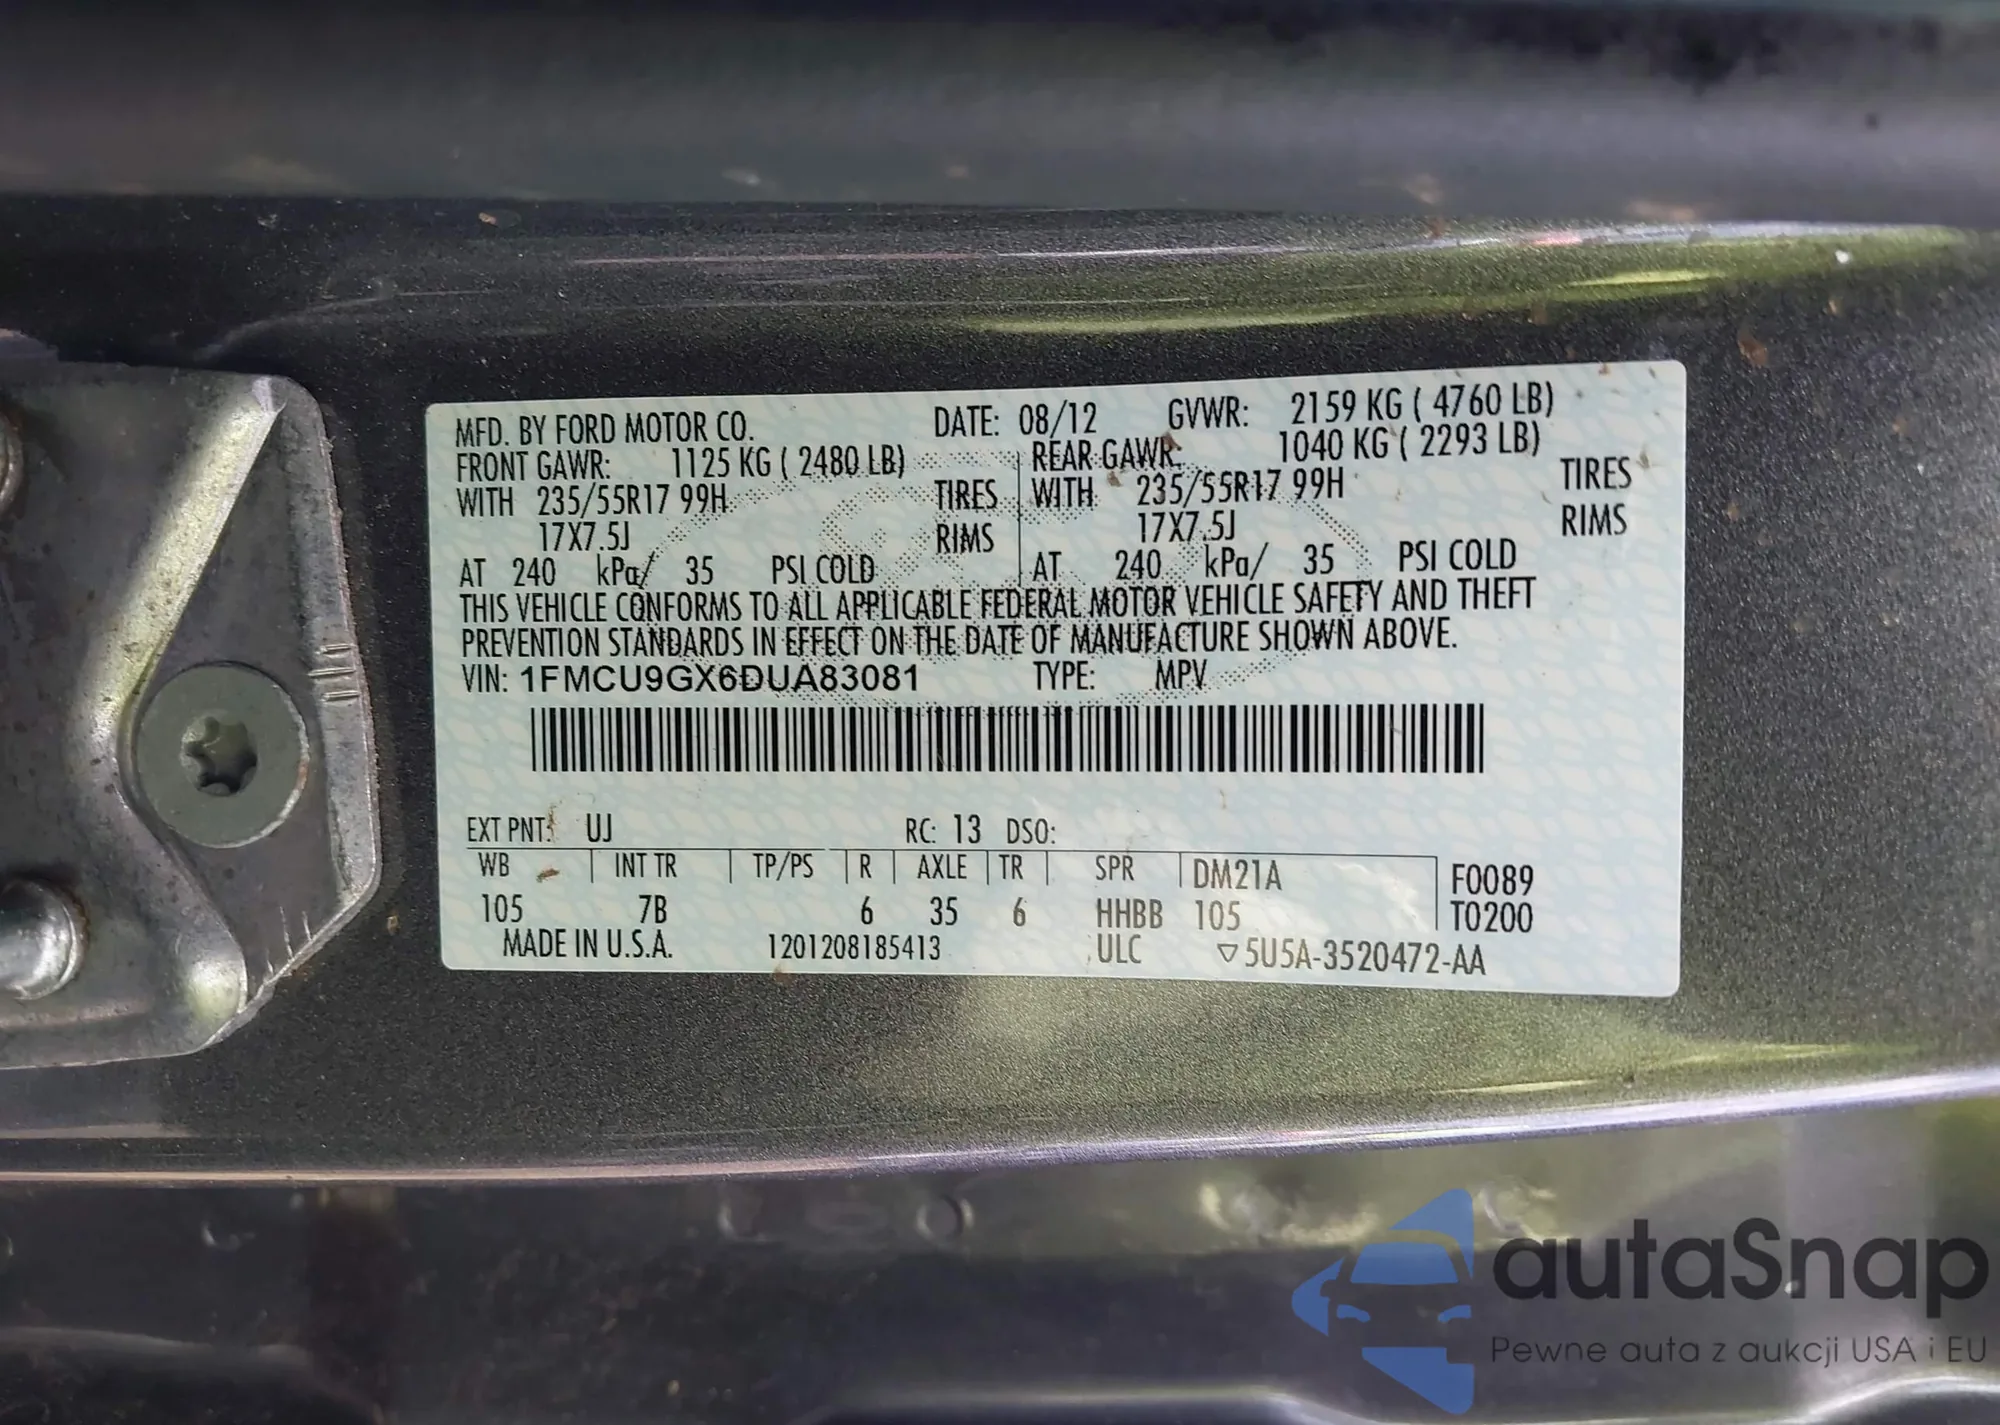 MFD. BY FORD MOTOR CO. DATE: 08/12 GVWR: 2159 KG ( 4760 LB)
FRONT GAWR: 1125 KG ( 2480 LB) REAR GAWR: 1040 KG ( 2293 LB)
WITH 235/55R17 99H TIRES WITH 235/55R17 99H TIRES
17X7.5J RIMS 17X7.5J RIMS
AT 240 kPa/ 35 PSI COLD AT 240 kPa/ 35 PSI COLD
THIS VEHICLE CONFORMS TO ALL APPLICABLE FEDERAL MOTOR VEHICLE SAFETY AND THEFT
PREVENTION STANDARDS IN EFFECT ON THE DATE OF MANUFACTURE SHOWN ABOVE.
VIN: 1FMCU9GX6DUA83081 TYPE: MPV
EXT PNT: UJ RC: 13 DSO:
WB INT TR TP/PS R AXLE TR SPR DM21A F0089
105 7B 6 35 6 HHBB 105 T0200
MADE IN U.S.A. 1201208185413 ULC ▽5U5A-3520472-AA
autaSnap
Pewne auta z aukcji USA i EU